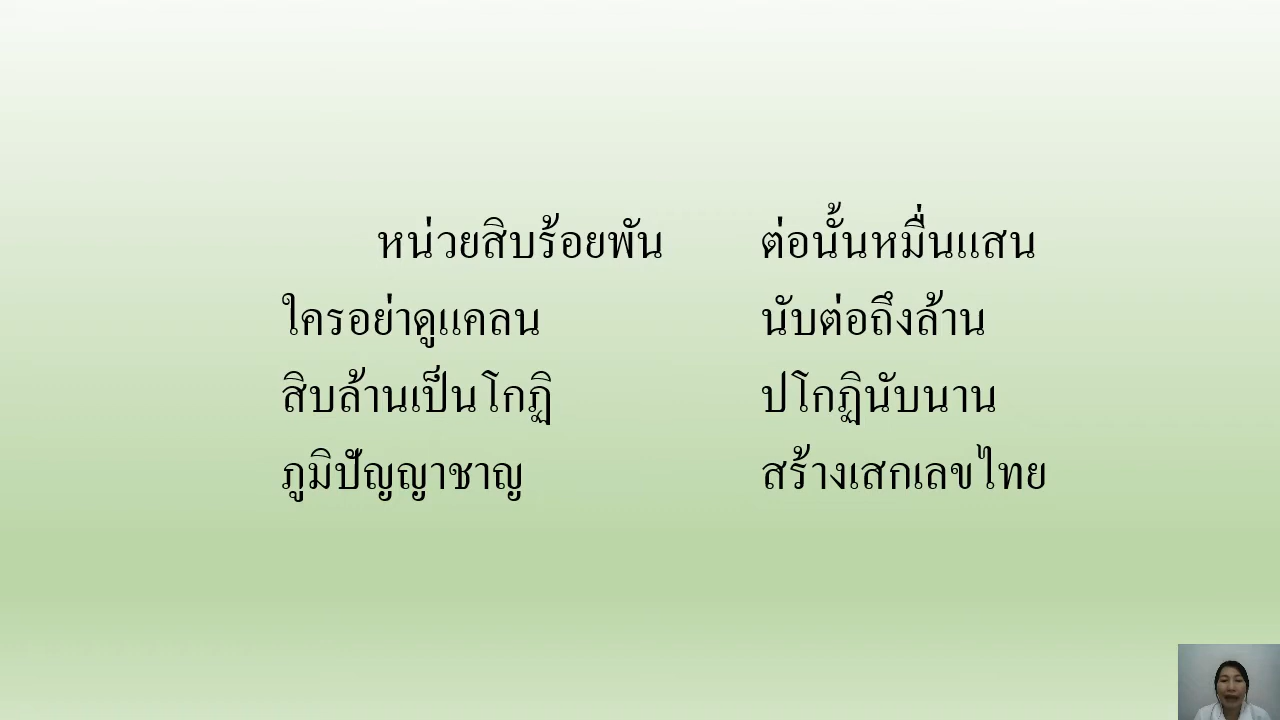 หน่วยสิบร้อยพัน ต่อนั้นหมื่นแสน
ใครอย่าดูแคลน นับต่อถึงล้าน
สิบล้านเป็นโกฏิ ปโกฏินับนาน
ภูมิปัญญาชาญ สร้างเสกเลขไทย